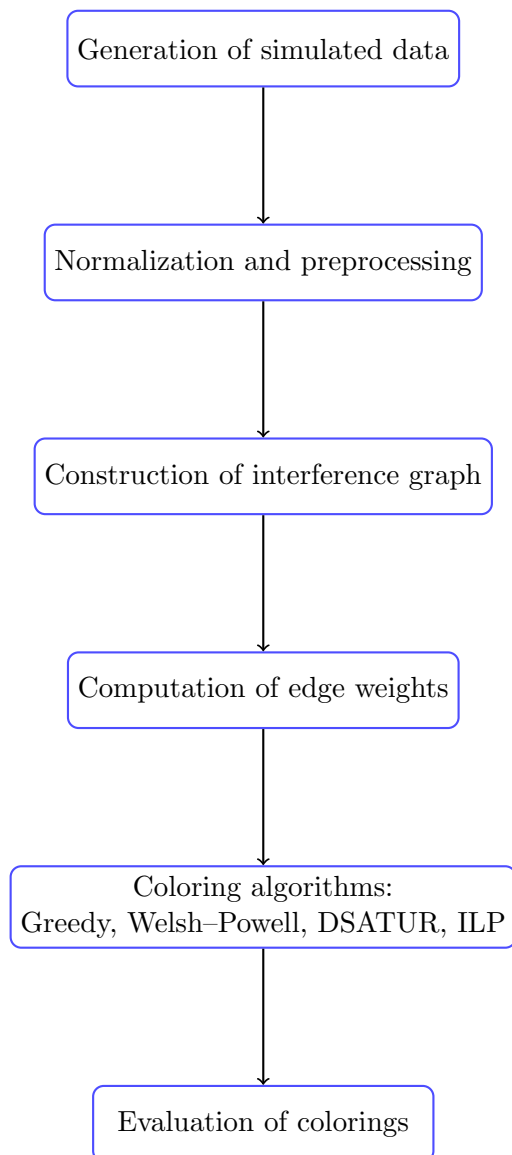 Generation of simulated data
Normalization and preprocessing
Construction of interference graph
Computation of edge weights
Coloring algorithms:
Greedy, Welsh–Powell, DSATUR, ILP
Evaluation of colorings